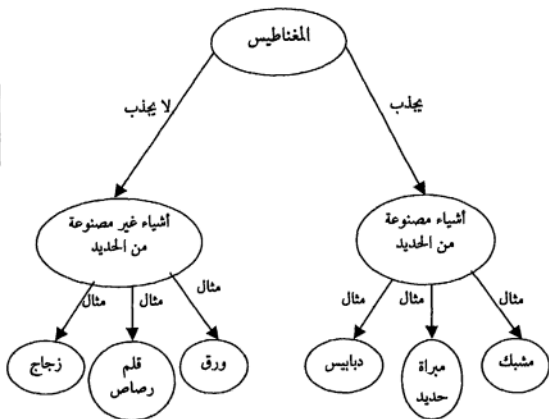 المغناطيس
يجذب
لا يجذب
أشياء مصنوعة
من الحديد
أشياء غير مصنوعة
من الحديد
مثال
مثال
مثال
مثال
مثال
مثال
مشبك
مبراة
حديد
دبابيس
ورق
قلم
رصاص
زجاج